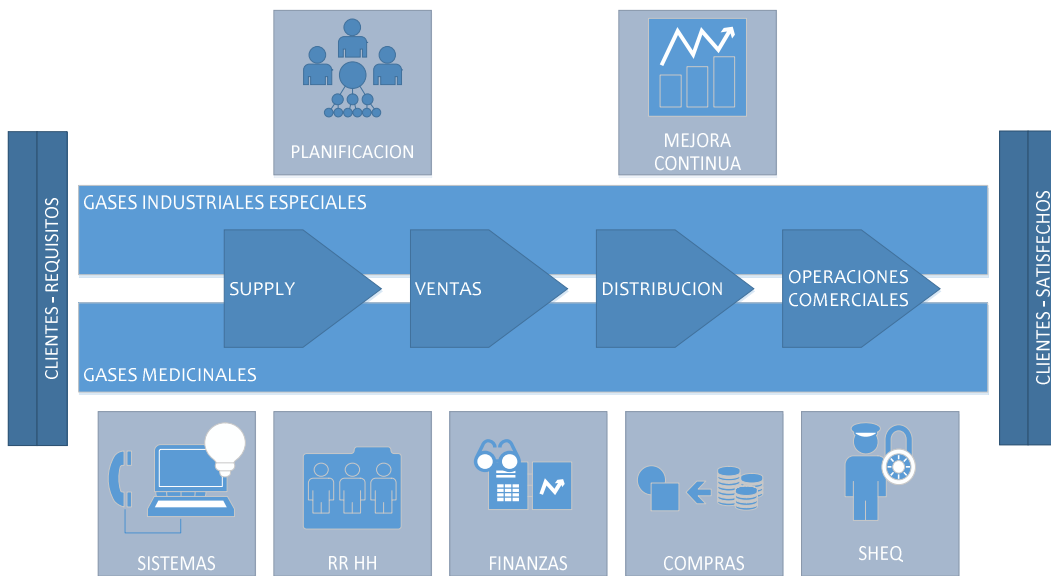 PLANIFICACION
MEJORA
CONTINUA
CLIENTES - REQUISITOS
GASES INDUSTRIALES ESPECIALES
SUPPLY
VENTAS
DISTRIBUCION
OPERACIONES
COMERCIALES
GASES MEDICINALES
CLIENTES - SATISFECHOS
SISTEMAS
RR HH
FINANZAS
COMPRAS
SHEQ